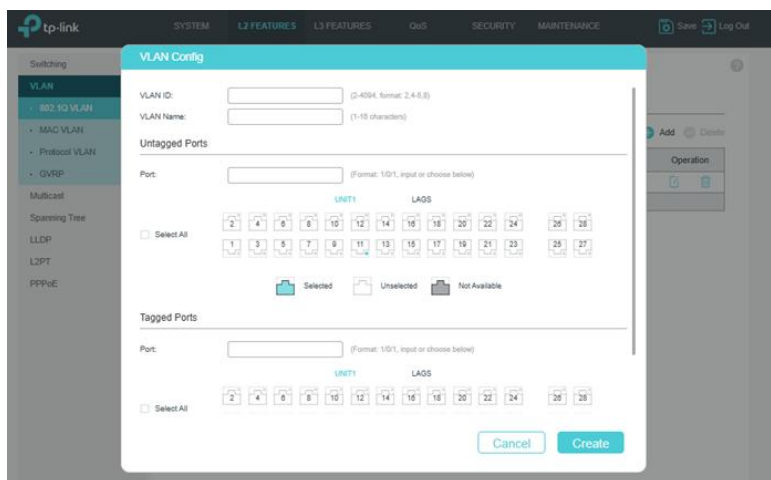 tp-link
SYSTEM L2 FEATURES L3 FEATURES QoS SECURITY MAINTENANCE Save Log Out
Switching
VLAN
802.1Q VLAN
MAC VLAN
Protocol VLAN
GVRP
Multicast
Spanning Tree
LLDP
L2PT
PPPoE
?
Add Delete
Operation
VLAN Config
VLAN ID: (2-4094, format: 2,4-5,8)
VLAN Name: (1-16 characters)
Untagged Ports
Port: (Format: 1/0/1, input or choose below)
UNIT1 LAGS
2 4 6 8 10 12 14 16 18 20 22 24 26 28
Select All
1 3 5 7 9 11 13 15 17 19 21 23 25 27
Selected Unselected Not Available
Tagged Ports
Port: (Format: 1/0/1, input or choose below)
UNIT1 LAGS
2 4 6 8 10 12 14 16 18 20 22 24 26 28
Select All
Cancel Create